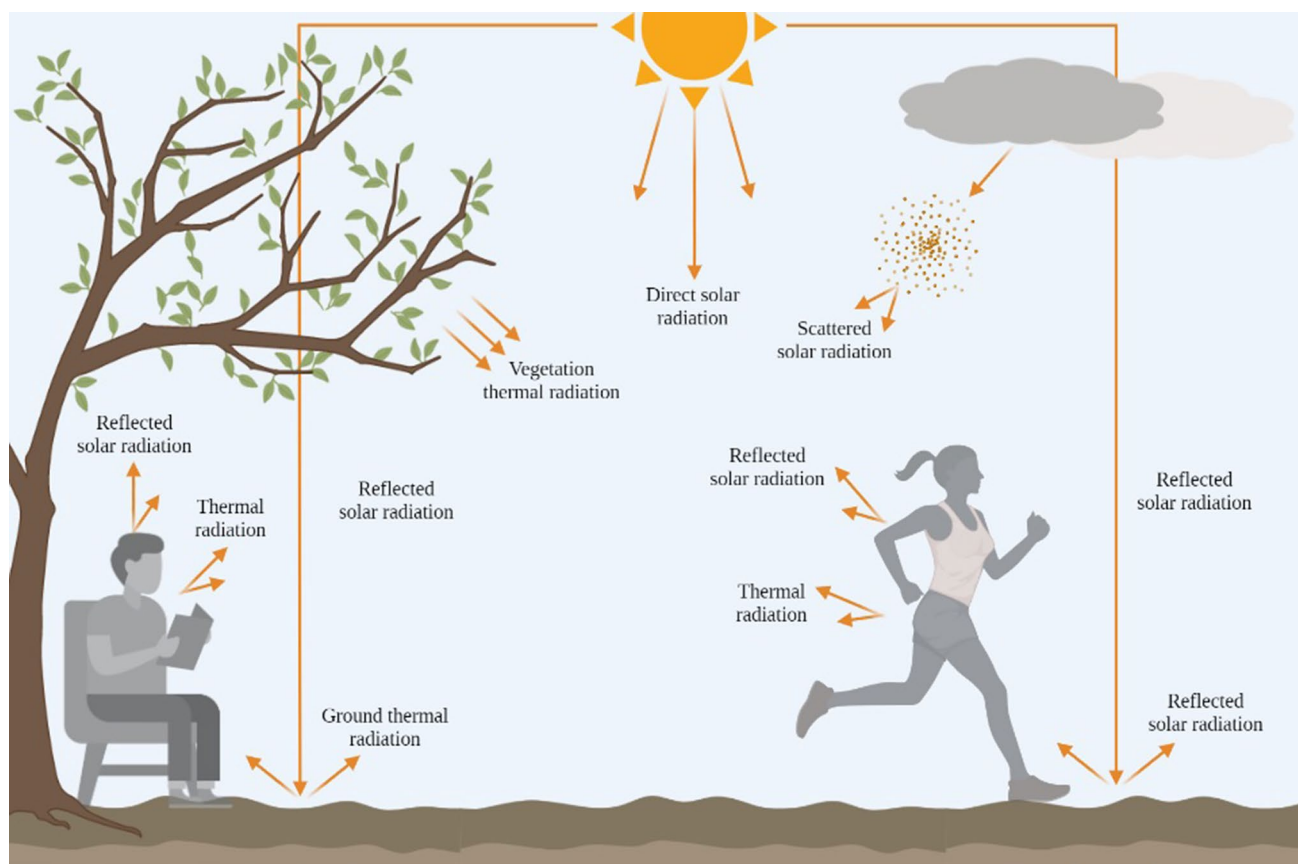 Direct solar
radiation
Scattered
solar radiation
Vegetation
thermal radiation
Reflected
solar radiation
Thermal
radiation
Reflected
solar radiation
Reflected
solar radiation
Reflected
solar radiation
Thermal
radiation
Ground thermal
radiation
Reflected
solar radiation